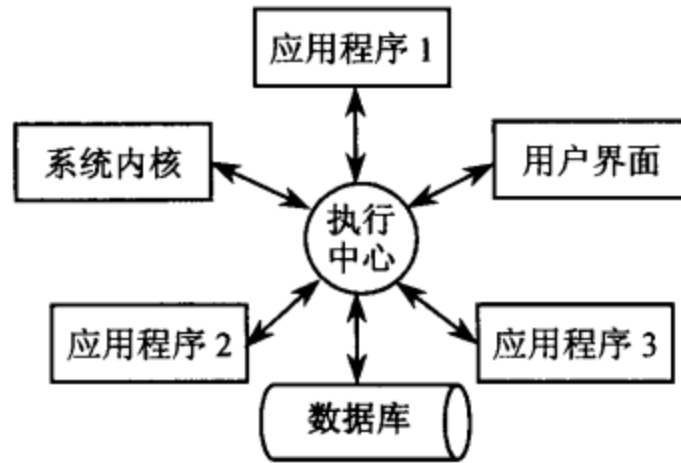 应用程序 1
系统内核
用户界面
执行
中心
应用程序 2
应用程序 3
数据库